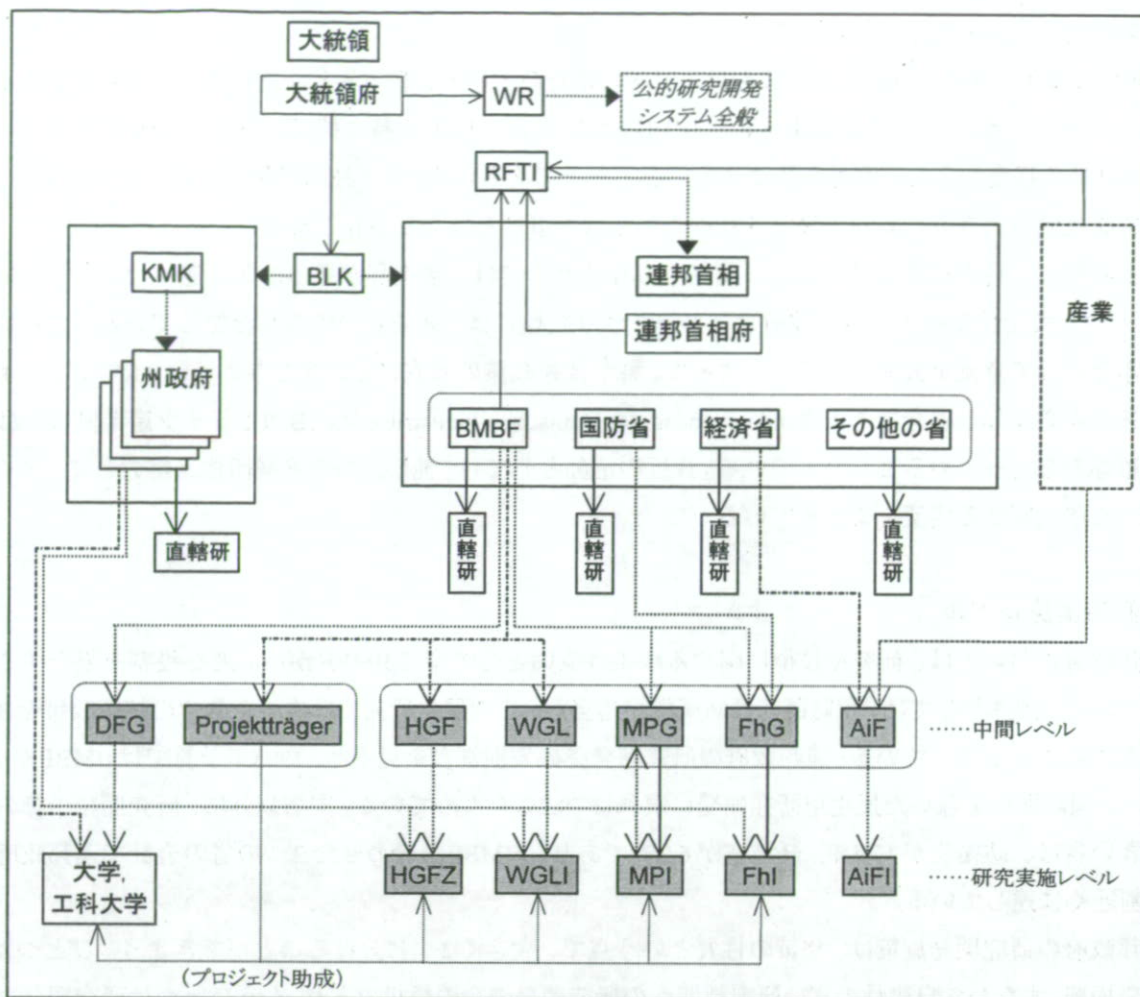 大統領
大統領府
WR
公的研究開発
システム全般
RFTI
KMK
BLK
連邦首相
産業
連邦首相府
州政府
BMBF
国防省
経済省
その他の省
直轄研
直轄研
直轄研
直轄研
直轄研
DFG
Projektträger
HGF
WGL
MPG
FhG
AiF
……中間レベル
大学,
工科大学
HGFZ
WGLI
MPI
FhI
AiFI
……研究実施レベル
(プロジェクト助成)